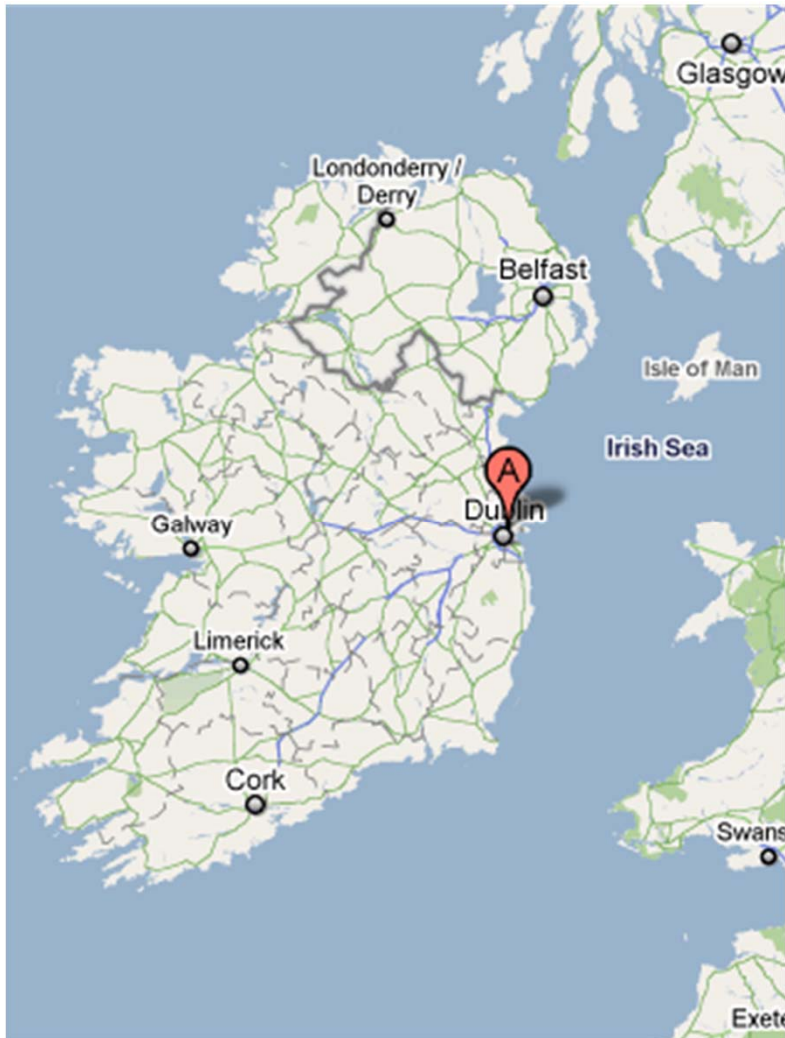 Glasgow
Londonderry /
Derry
Belfast
Isle of Man
Irish Sea
A
Dublin
Galway
Limerick
Cork
Swans
Exete